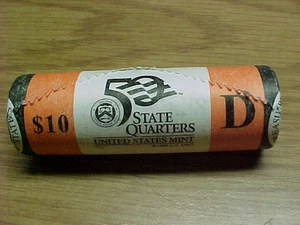 $10
50
STATE
QUARTERS
UNITED STATES MINT
D